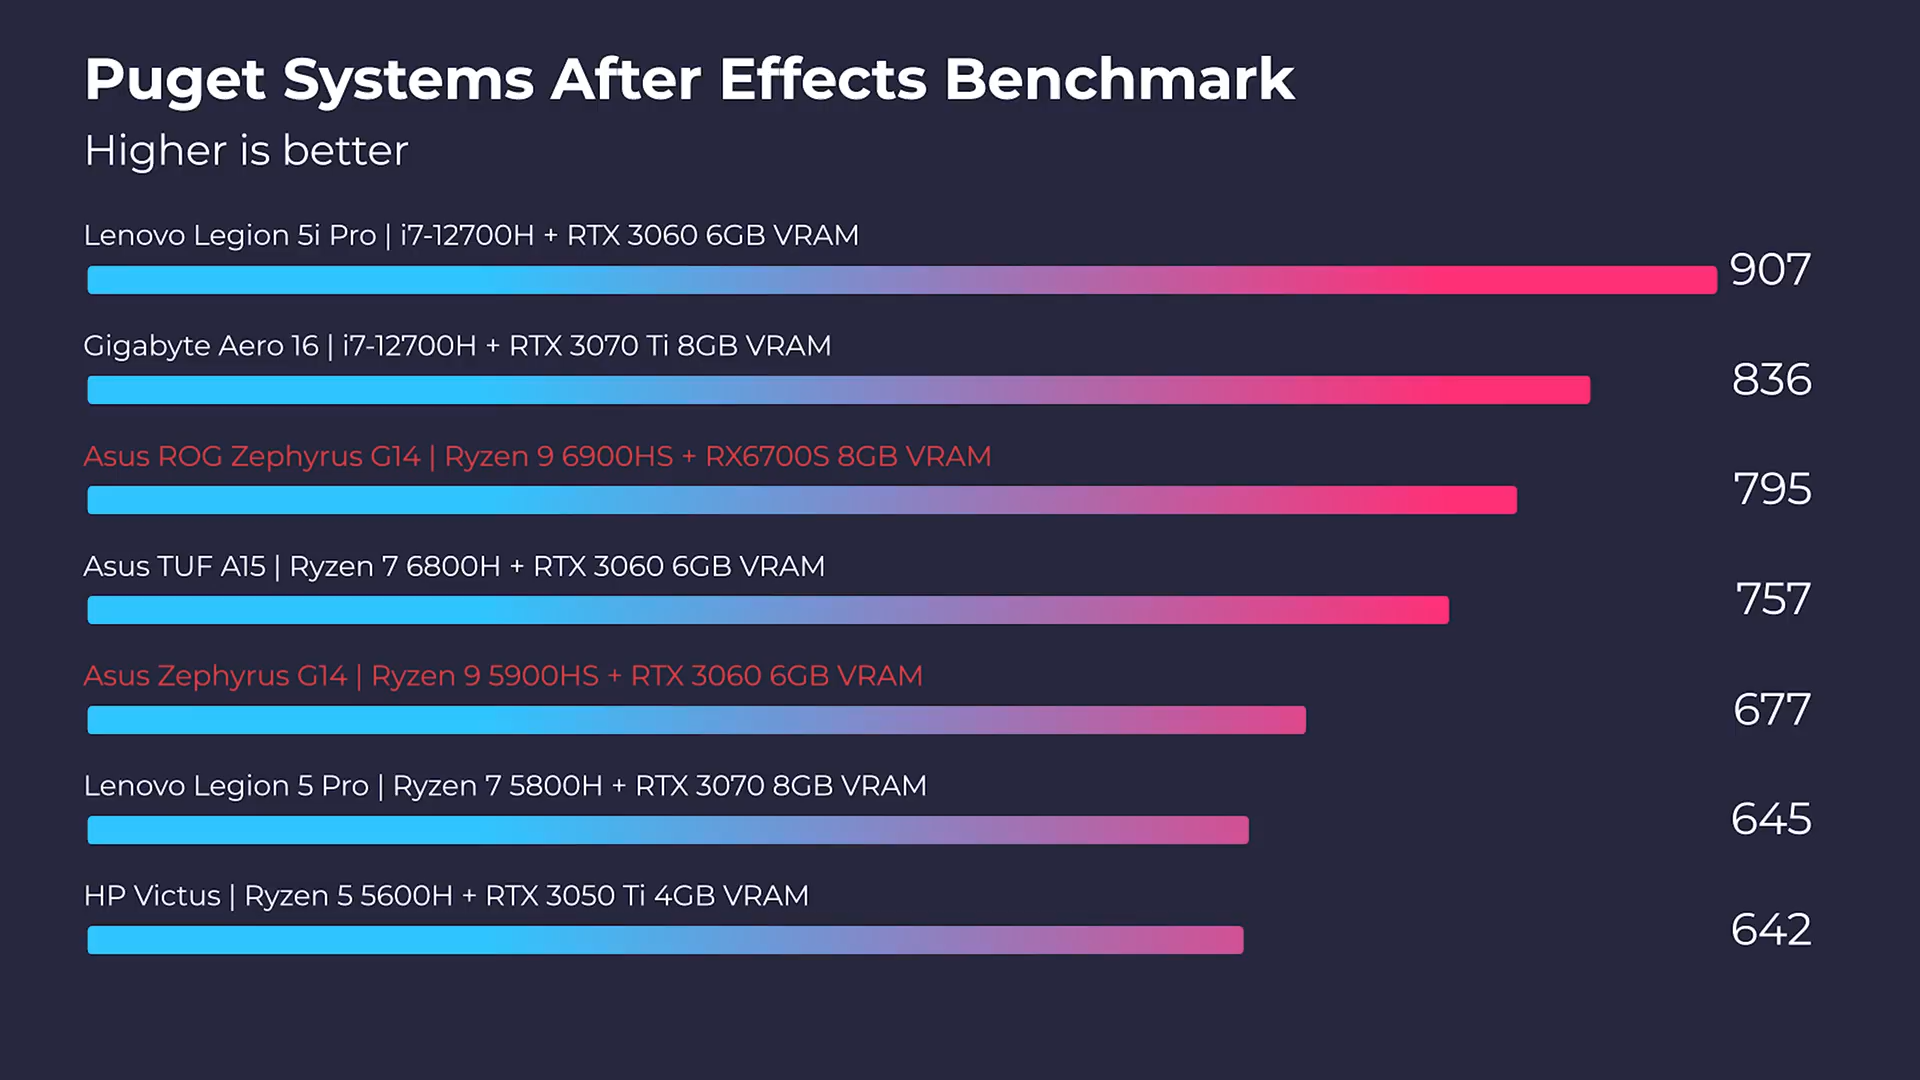 Puget Systems After Effects Benchmark
Higher is better
Lenovo Legion 5i Pro | i7-12700H + RTX 3060 6GB VRAM
907
Gigabyte Aero 16 | i7-12700H + RTX 3070 Ti 8GB VRAM
836
Asus ROG Zephyrus G14 | Ryzen 9 6900HS + RX6700S 8GB VRAM
795
Asus TUF A15 | Ryzen 7 6800H + RTX 3060 6GB VRAM
757
Asus Zephyrus G14 | Ryzen 9 5900HS + RTX 3060 6GB VRAM
677
Lenovo Legion 5 Pro | Ryzen 7 5800H + RTX 3070 8GB VRAM
645
HP Victus | Ryzen 5 5600H + RTX 3050 Ti 4GB VRAM
642